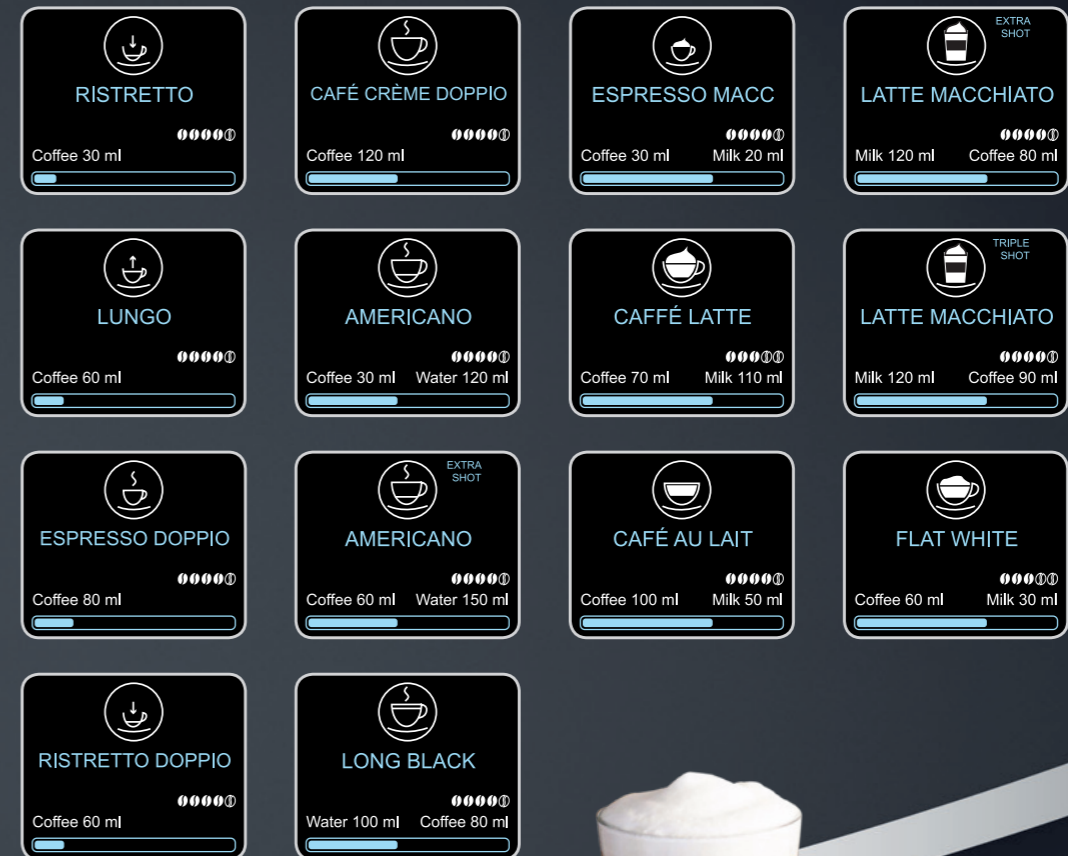 RISTRETTO
Coffee 30 ml
CAFÉ CRÈME DOPPIO
Coffee 120 ml
ESPRESSO MACC
Coffee 30 ml Milk 20 ml
EXTRA
SHOT
LATTE MACCHIATO
Milk 120 ml Coffee 80 ml
LUNGO
Coffee 60 ml
AMERICANO
Coffee 30 ml Water 120 ml
CAFFÉ LATTE
Coffee 70 ml Milk 110 ml
TRIPLE
SHOT
LATTE MACCHIATO
Milk 120 ml Coffee 90 ml
ESPRESSO DOPPIO
Coffee 80 ml
EXTRA
SHOT
AMERICANO
Coffee 60 ml Water 150 ml
CAFÉ AU LAIT
Coffee 100 ml Milk 50 ml
FLAT WHITE
Coffee 60 ml Milk 30 ml
RISTRETTO DOPPIO
Coffee 60 ml
LONG BLACK
Water 100 ml Coffee 80 ml